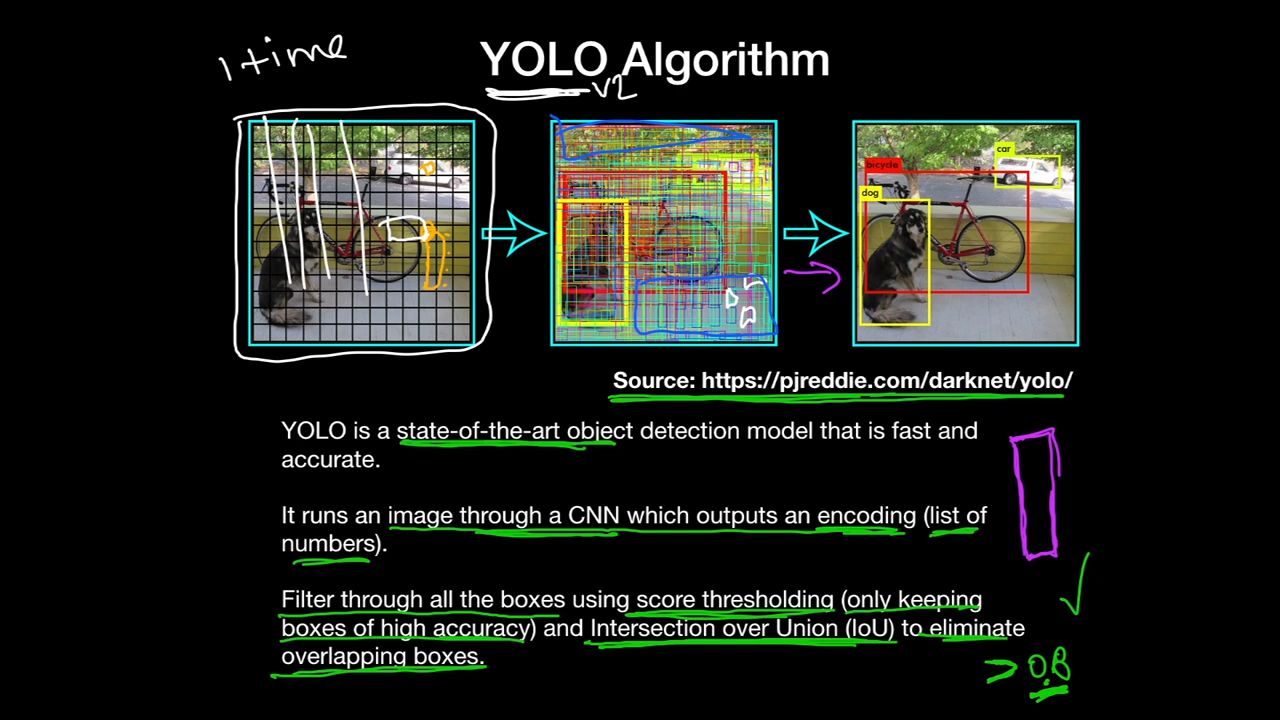 1 time
YOLO Algorithm
v2
car
bicycle
dog
Source: https://pjreddie.com/darknet/yolo/
YOLO is a state-of-the-art object detection model that is fast and
accurate.
It runs an image through a CNN which outputs an encoding (list of
numbers).
Filter through all the boxes using score thresholding (only keeping
boxes of high accuracy) and Intersection over Union (IoU) to eliminate
overlapping boxes.